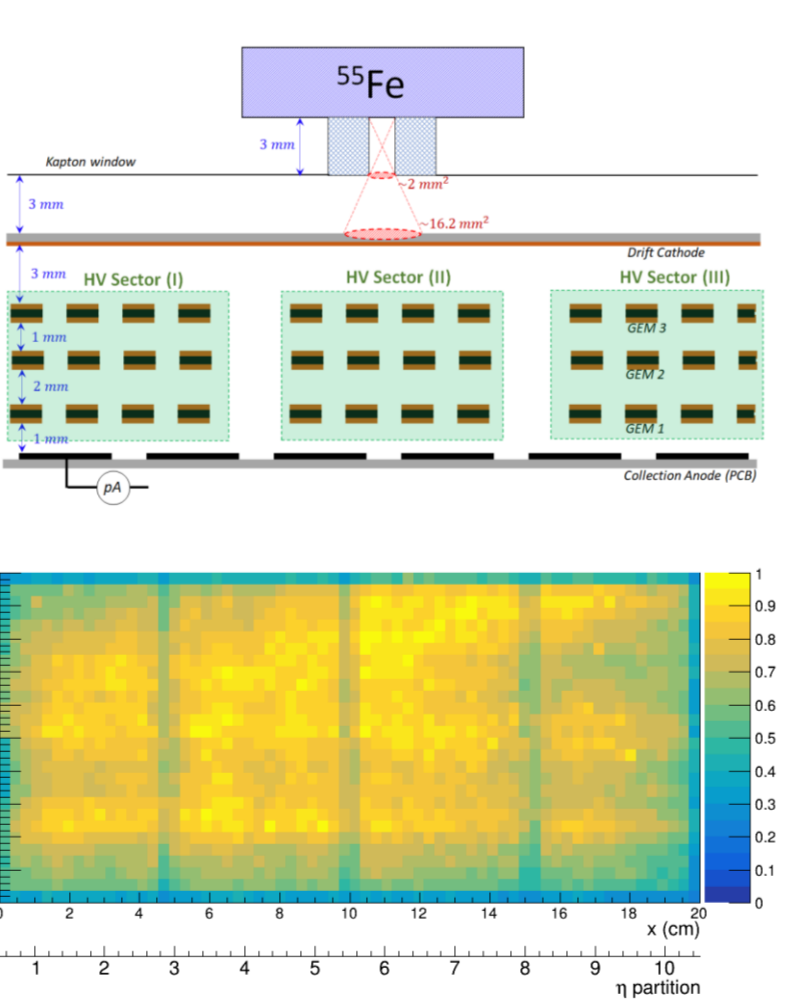 ⁵⁵Fe
3 mm
Kapton window
~2 mm²
3 mm
~16.2 mm²
Drift Cathode
3 mm
HV Sector (I)
HV Sector (II)
HV Sector (III)
GEM 3
1 mm
GEM 2
2 mm
GEM 1
1 mm
Collection Anode (PCB)
pA
1
0.9
0.8
0.7
0.6
0.5
0.4
0.3
0.2
0.1
0
2 4 6 8 10 12 14 16 18 20
x (cm)
1 2 3 4 5 6 7 8 9 10
η partition